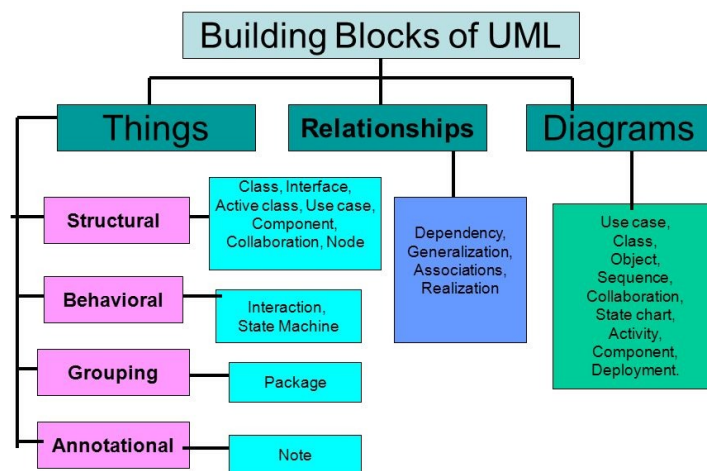 Building Blocks of UML
Things
Relationships
Diagrams
Structural
Class, Interface,
Active class, Use case,
Component,
Collaboration, Node
Behavioral
Interaction,
State Machine
Grouping
Package
Annotational
Note
Dependency,
Generalization,
Associations,
Realization
Use case,
Class,
Object,
Sequence,
Collaboration,
State chart,
Activity,
Component,
Deployment.